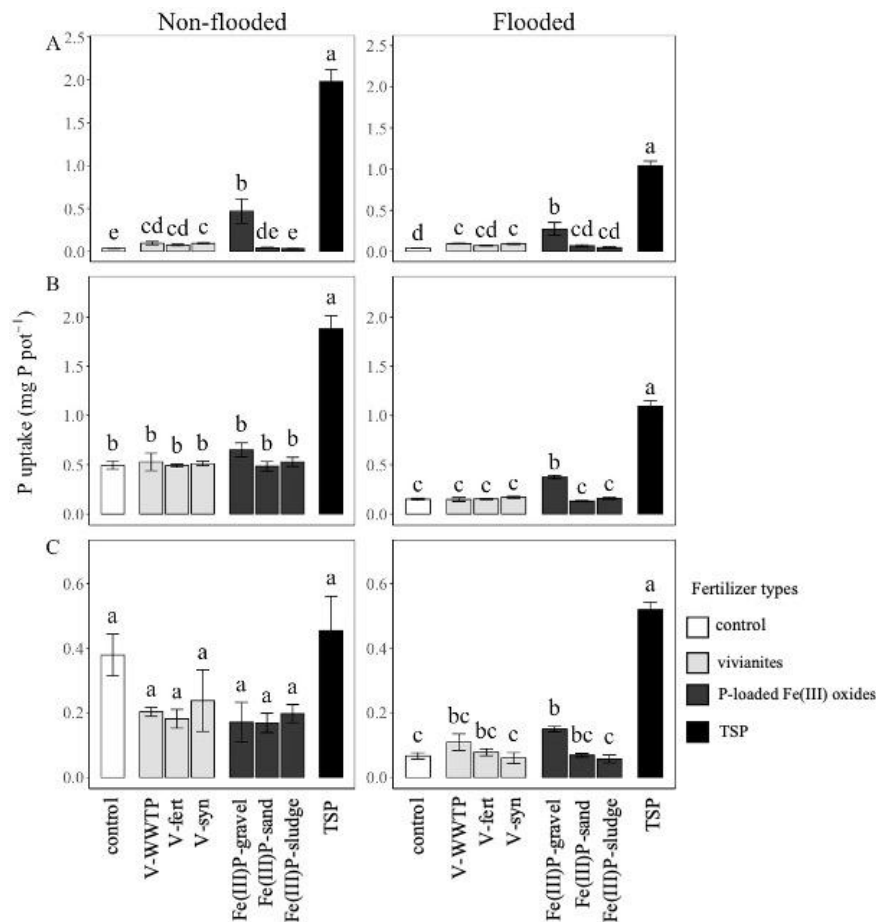 Non-flooded
Flooded
A
2.5
2.0
1.5
1.0
0.5
0.0
e cd cd c b de e a
2.5
2.0
1.5
1.0
0.5
0.0
d c cd c b cd cd a
P uptake (mg P pot⁻¹)
B
2.0
1.5
1.0
0.5
0.0
b b b b b b b a
2.0
1.5
1.0
0.5
0.0
c c c c b c c a
C
0.6
0.4
0.2
0.0
a a a a a a a a
0.6
0.4
0.2
0.0
c bc bc c b bc c a
control
V-WWTP
V-fert
V-syn
Fe(III)P-gravel
Fe(III)P-sand
Fe(III)P-sludge
TSP
control
V-WWTP
V-fert
V-syn
Fe(III)P-gravel
Fe(III)P-sand
Fe(III)P-sludge
TSP
Fertilizer types
control
vivianites
P-loaded Fe(III) oxides
TSP